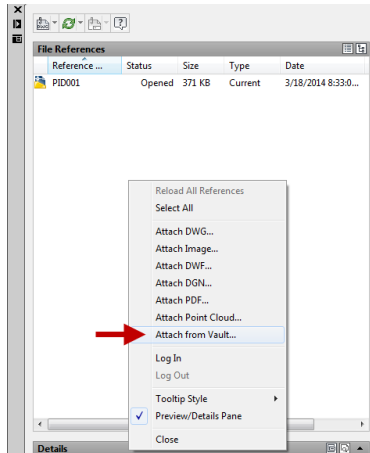 File References
Reference ... Status Size Type Date
PID001 Opened 371 KB Current 3/18/2014 8:33:0...
Reload All References
Select All
Attach DWG...
Attach Image...
Attach DWF...
Attach DGN...
Attach PDF...
Attach Point Cloud...
Attach from Vault...
Log In
Log Out
Tooltip Style
Preview/Details Pane
Close
Details